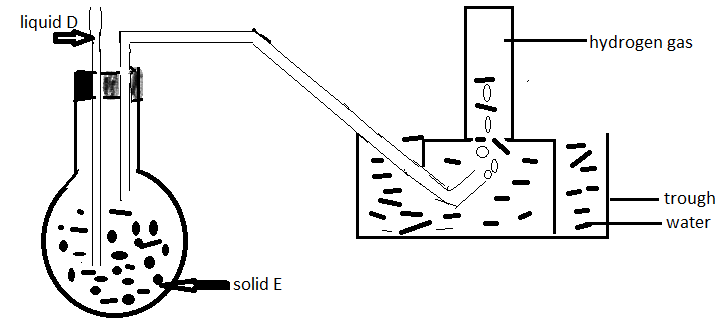 liquid D
hydrogen gas
trough
water
solid E